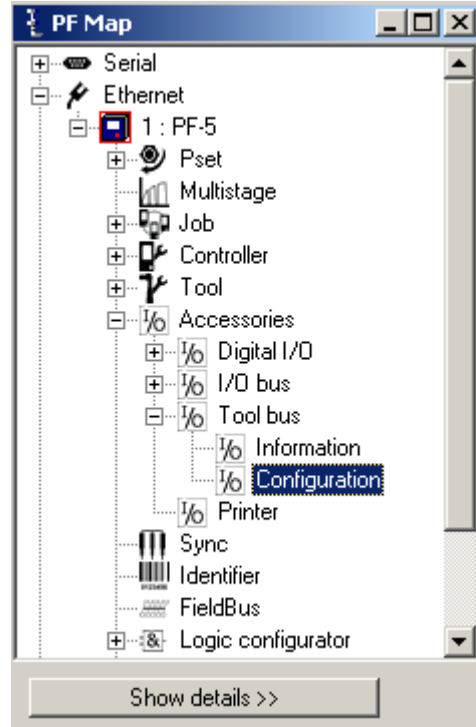 PF Map
Serial
Ethernet
1 : PF-5
Pset
Multistage
Job
Controller
Tool
I/O Accessories
I/O Digital I/O
I/O I/O bus
I/O Tool bus
I/O Information
I/O Configuration
I/O Printer
Sync
Identifier
FieldBus
& Logic configurator
Show details >>